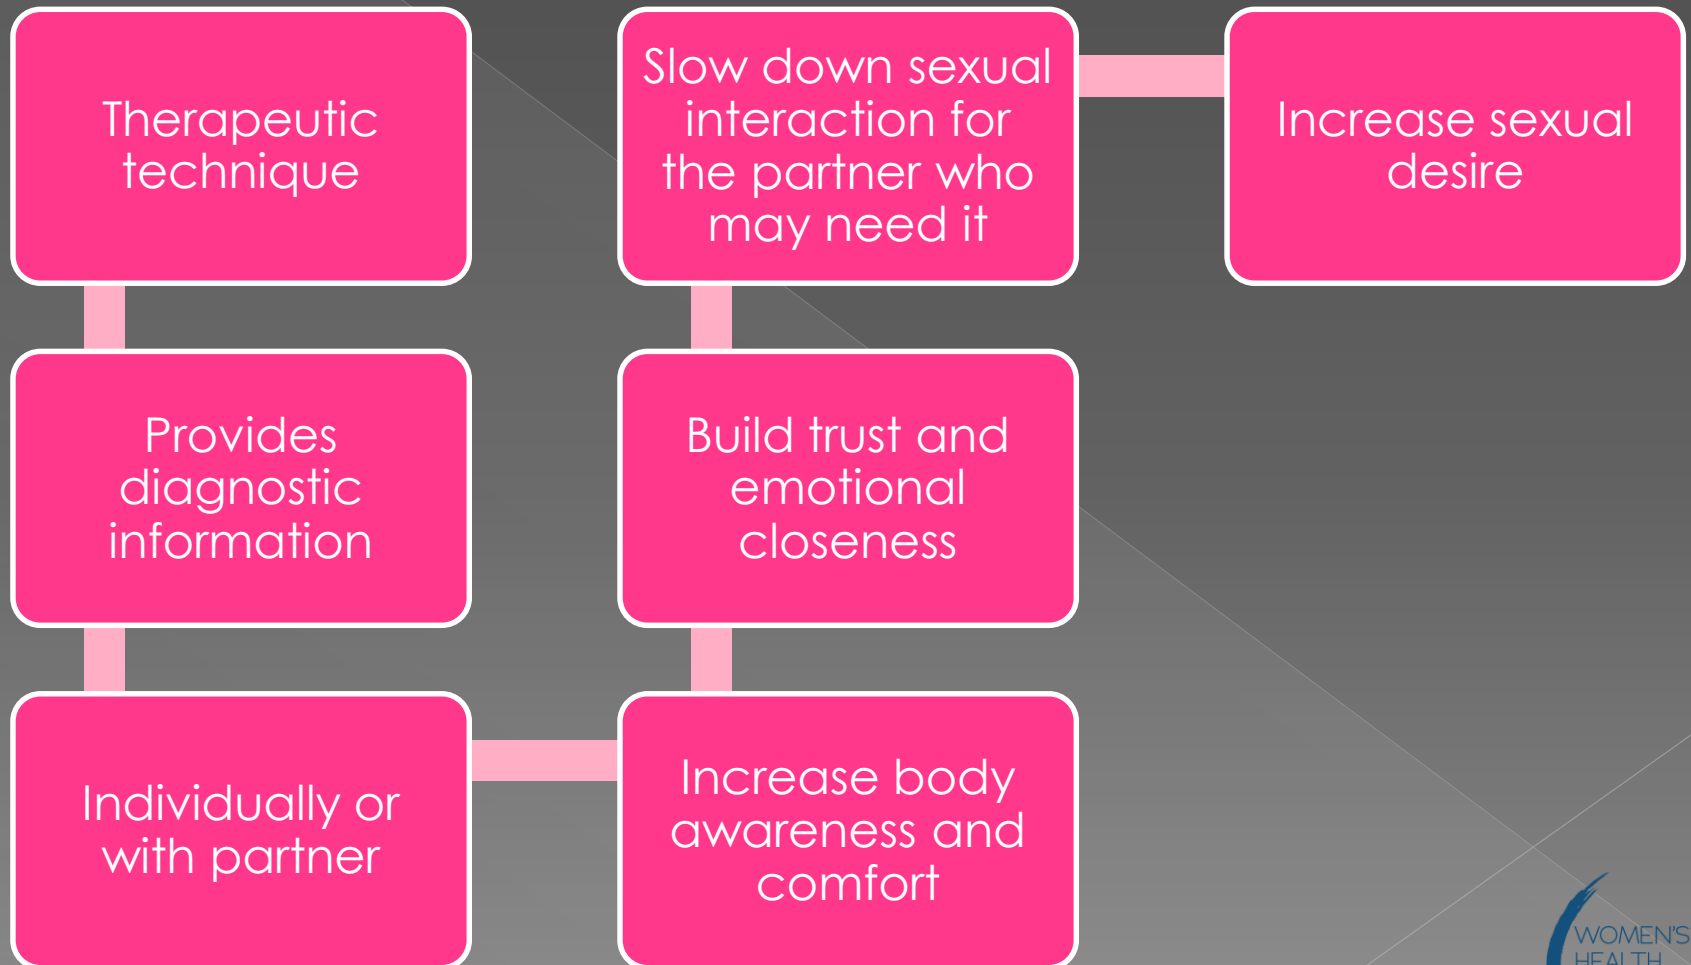 Therapeutic
technique
Provides
diagnostic
information
Individually or
with partner
Increase body
awareness and
comfort
Build trust and
emotional
closeness
Slow down sexual
interaction for
the partner who
may need it
Increase sexual
desire
WOMEN'S
HEALTH